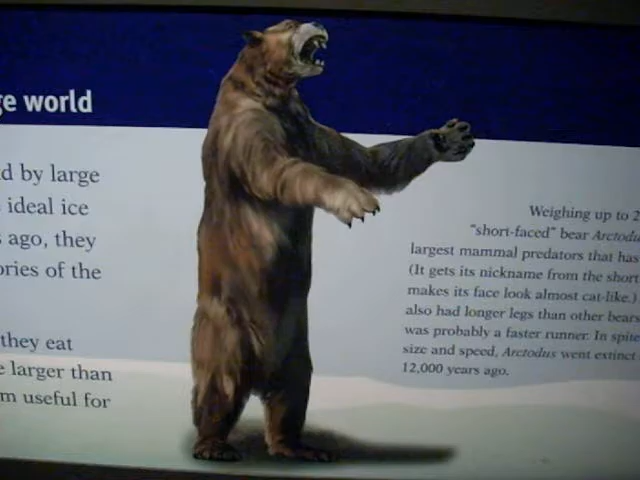 ge world
d by large
ideal ice
ago, they
ories of the
they eat
larger than
m useful for
Weighing up to 2
"short-faced" bear Arctodu
largest mammal predators that has
(It gets its nickname from the short
makes its face look almost cat-like.)
also had longer legs than other bears
was probably a faster runner. In spite
size and speed, Arctodus went extinct
12,000 years ago.